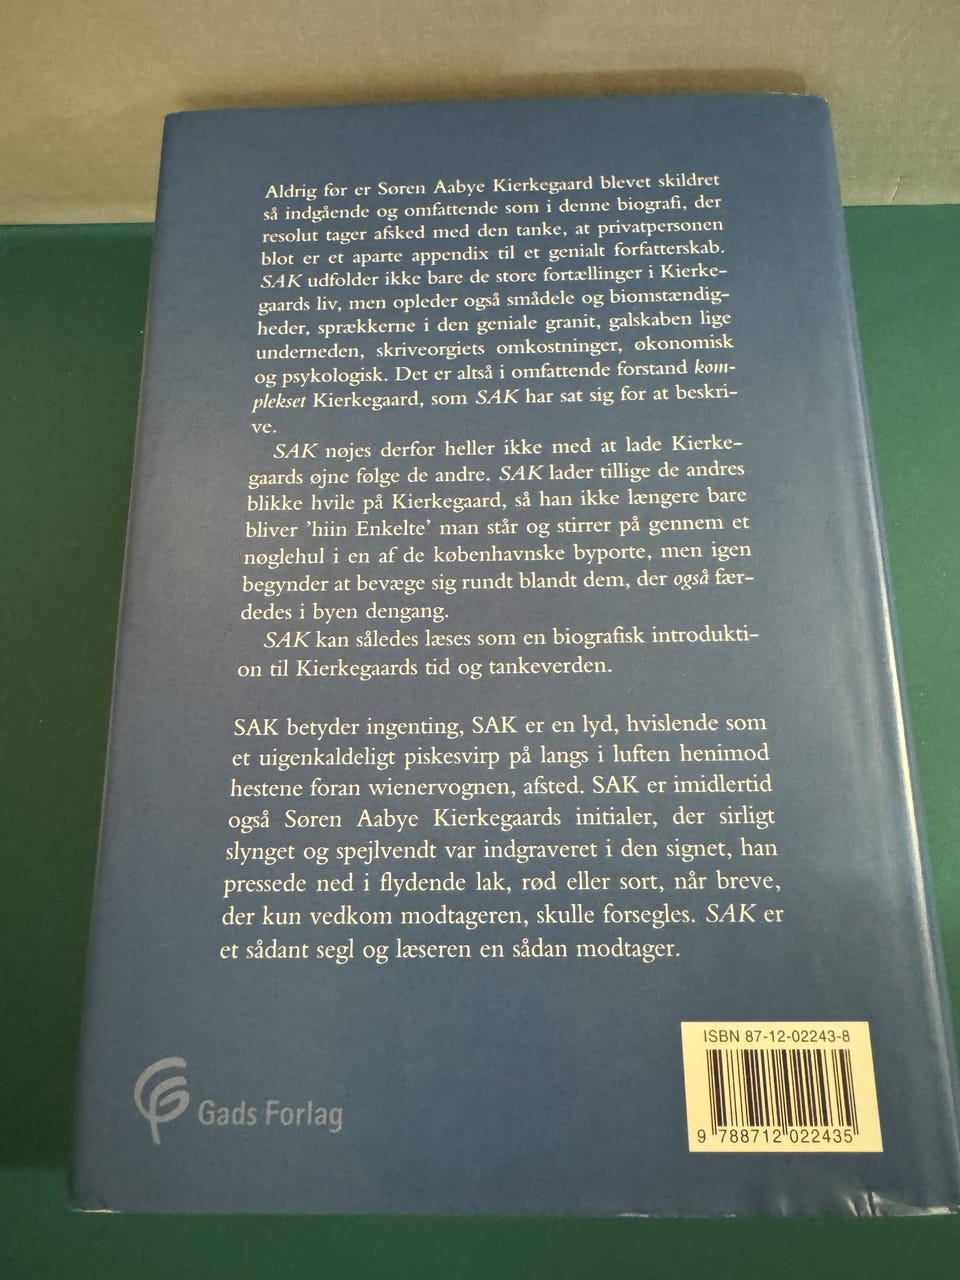 Aldrig før er Søren Aabye Kierkegaard blevet skildret
så indgående og omfattende som i denne biografi, der
resolut tager afsked med den tanke, at privatpersonen
blot er et aparte appendix til et genialt forfatterskab.
SAK udfolder ikke bare de store fortællinger i Kierke-
gaards liv, men opleder også smådele og biomstændig-
heder, sprækkerne i den geniale granit, galskaben lige
underneden, skriveorgiets omkostninger, økonomisk
og psykologisk. Det er altså i omfattende forstand kom-
plekset Kierkegaard, som SAK har sat sig for at beskri-
ve.
SAK nøjes derfor heller ikke med at lade Kierke-
gaards øjne følge de andre. SAK lader tillige de andres
blikke hvile på Kierkegaard, så han ikke længere bare
bliver 'hiin Enkelte' man står og stirrer på gennem et
nøglehul i en af de københavnske byporte, men igen
begynder at bevæge sig rundt blandt dem, der også fær-
dedes i byen dengang.
SAK kan således læses som en biografisk introdukti-
on til Kierkegaards tid og tankeverden.
SAK betyder ingenting, SAK er en lyd, hvislende som
et uigenkaldeligt piskesvirp på langs i luften henimod
hestene foran wienervognen, afsted. SAK er imidlertid
også Søren Aabye Kierkegaards initialer, der sirligt
slynget og spejlvendt var indgraveret i den signet, han
pressede ned i flydende lak, rød eller sort, når breve,
der kun vedkom modtageren, skulle forsegles. SAK er
et sådant segl og læseren en sådan modtager.
Gads Forlag
ISBN 87-12-02243-8
9 788712 022435